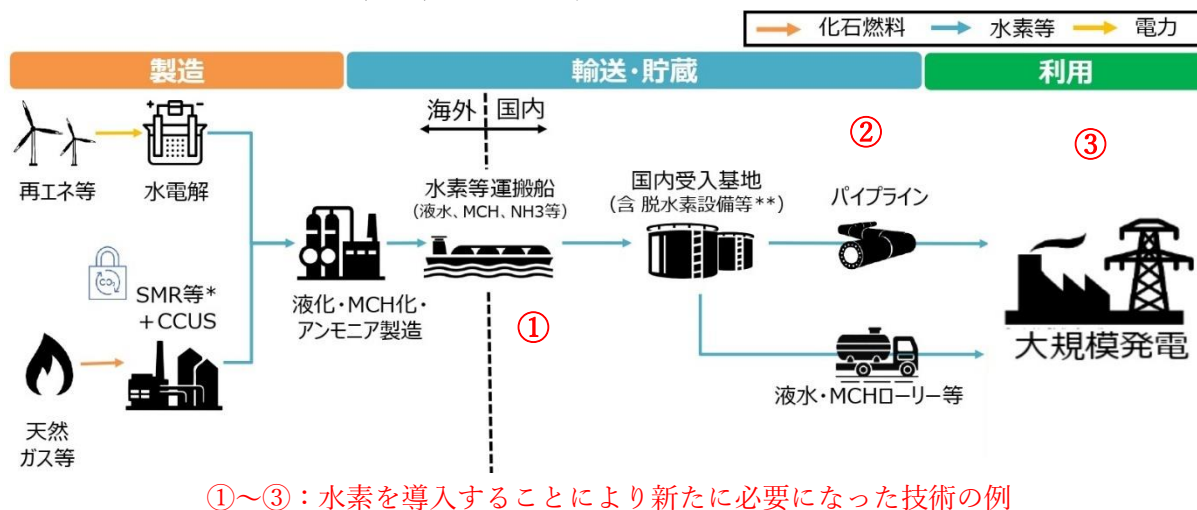 化石燃料 水素等 電力
製造 輸送・貯蔵 利用
海外 国内
②
③
再エネ等
水電解
水素等運搬船
(液水、MCH、NH3等)
国内受入基地
(含 脱水素設備等**)
パイプライン
CO₂
SMR等*
+CCUS
液化・MCH化・
アンモニア製造
①
大規模発電
液水・MCHローリー等
天然
ガス等
①～③：水素を導入することにより新たに必要になった技術の例